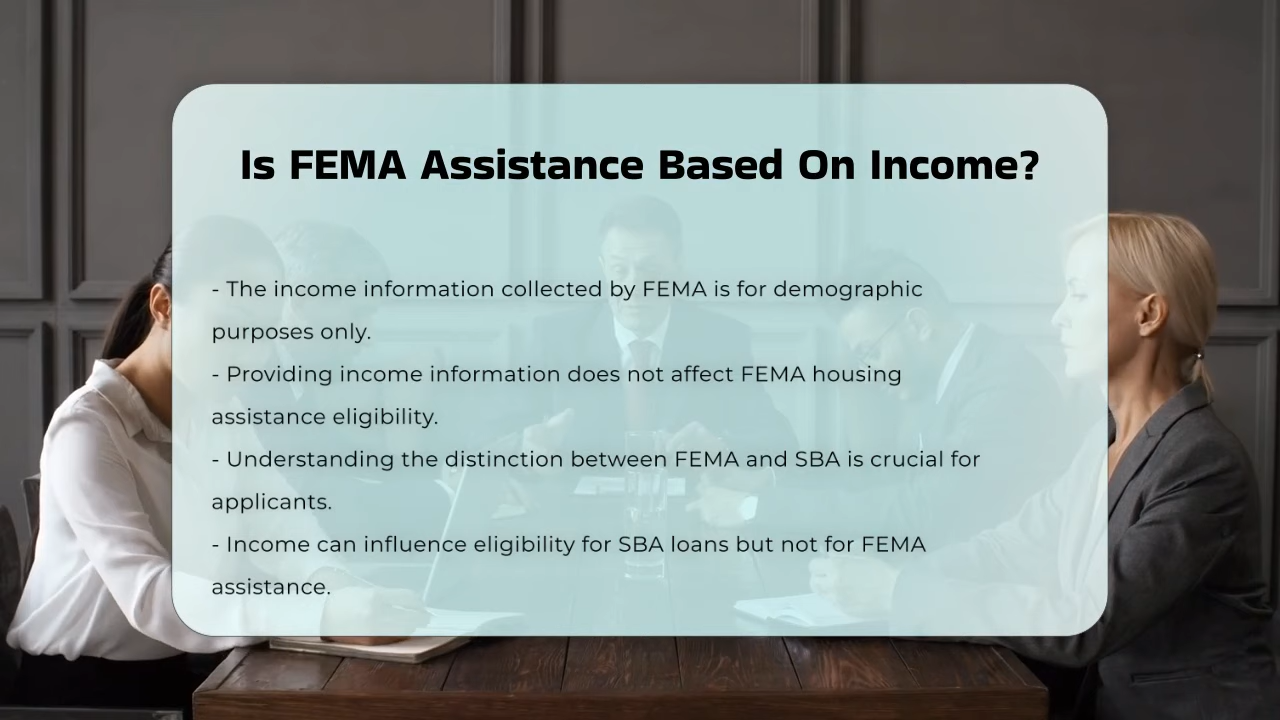 Is FEMA Assistance Based On Income?
- The income information collected by FEMA is for demographic
purposes only.
- Providing income information does not affect FEMA housing
assistance eligibility.
- Understanding the distinction between FEMA and SBA is crucial for
applicants.
- Income can influence eligibility for SBA loans but not for FEMA
assistance.